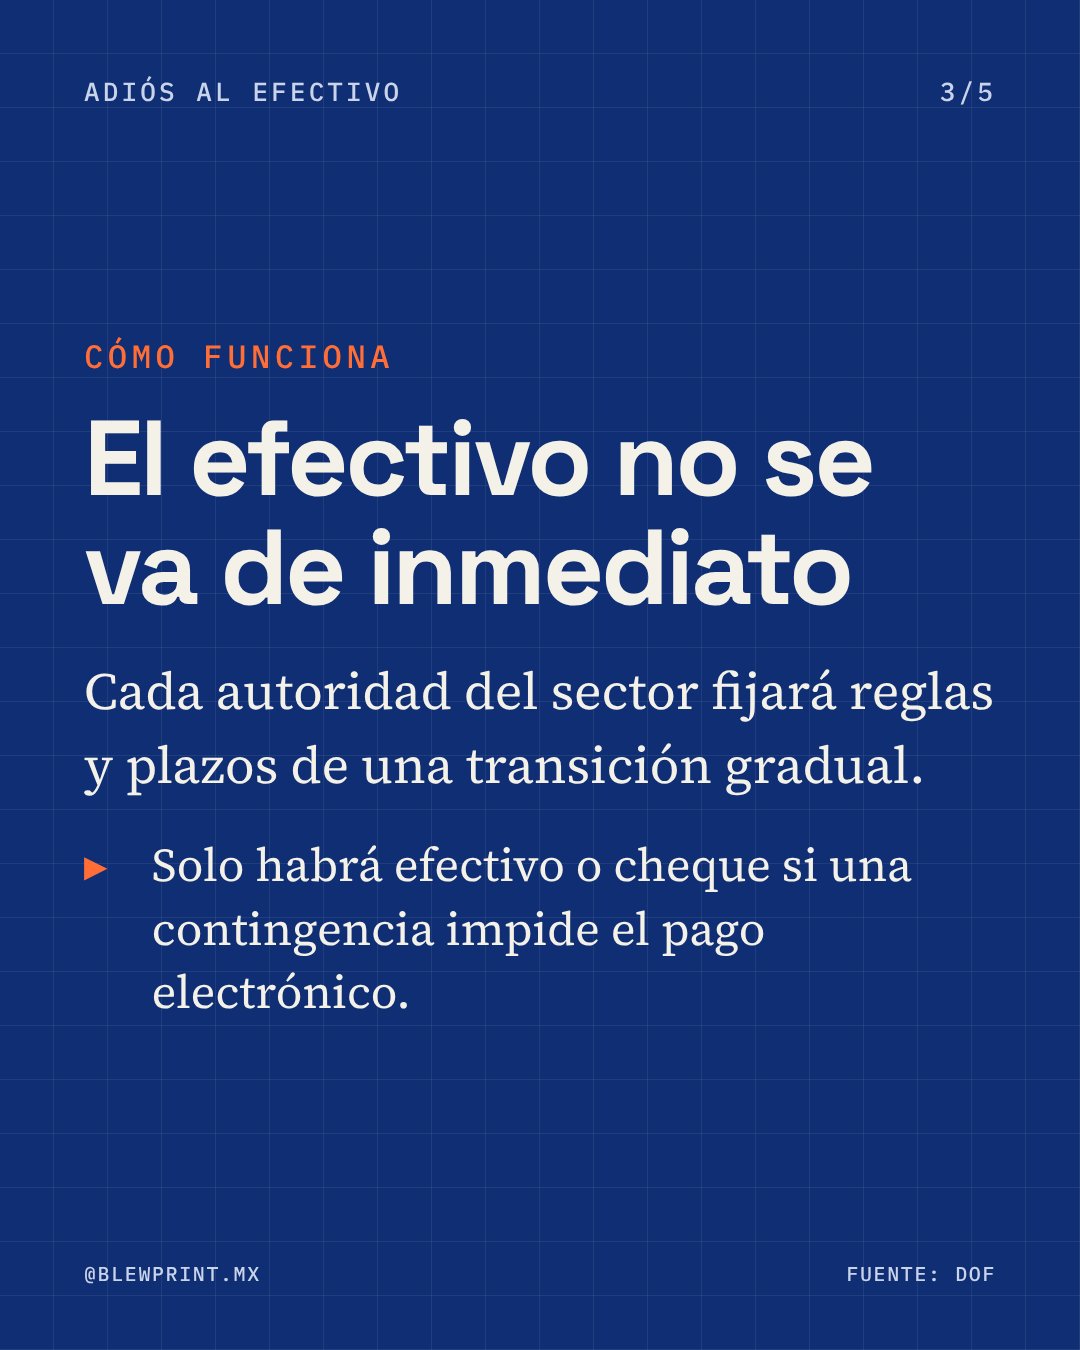 ADIÓS AL EFECTIVO
3/5
CÓMO FUNCIONA
El efectivo no se
va de inmediato
Cada autoridad del sector fijará reglas
y plazos de una transición gradual.
▶ Solo habrá efectivo o cheque si una
contingencia impide el pago
electrónico.
@BLEWPRINT.MX
FUENTE: DOF